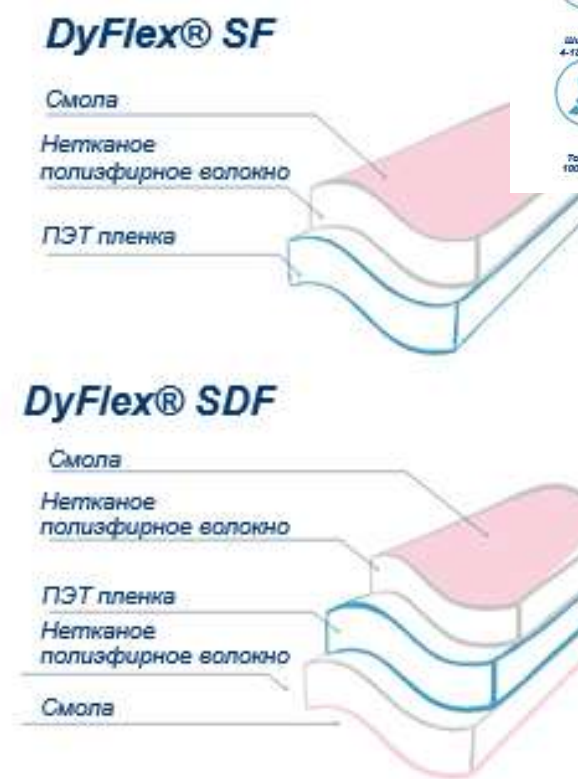 DyFlex® SF
Смола
Нетканое
полиэфирное волокно
ПЭТ пленка
DyFlex® SDF
Смола
Нетканое
полиэфирное волокно
ПЭТ пленка
Нетканое
полиэфирное волокно
Смола